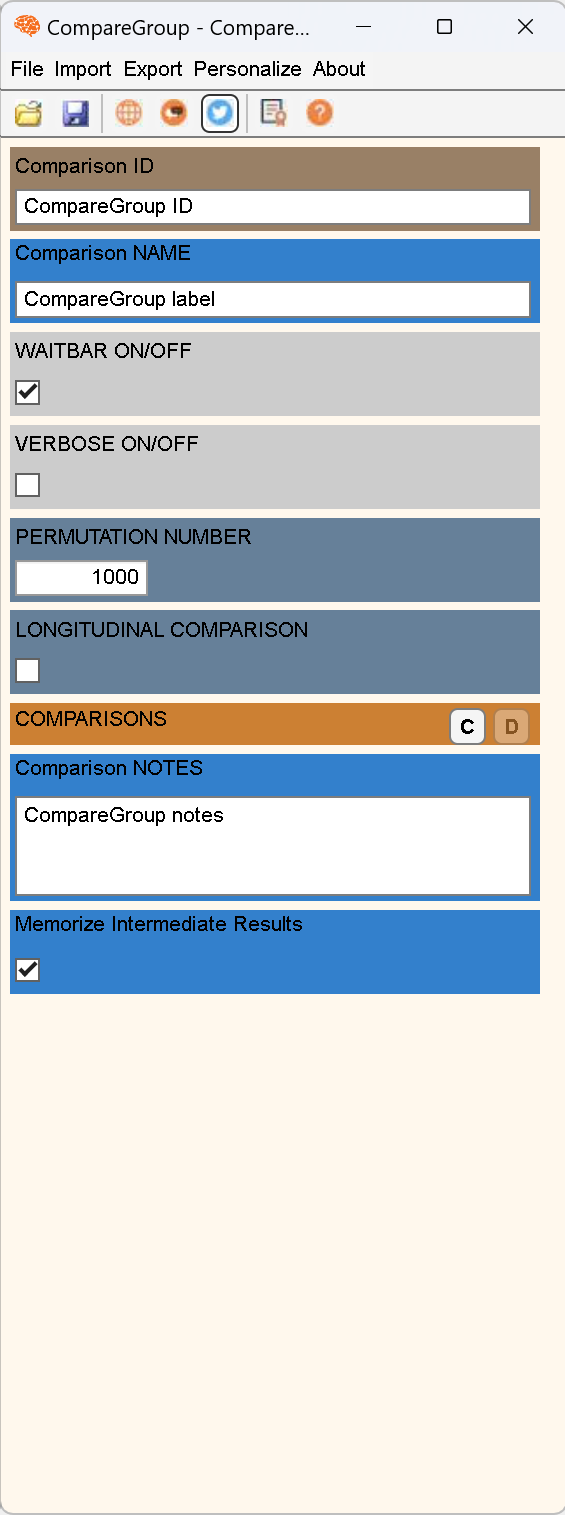 CompareGroup - Compare...
File Import Export Personalize About
Comparison ID
CompareGroup ID
Comparison NAME
CompareGroup label
WAITBAR ON/OFF
VERBOSE ON/OFF
PERMUTATION NUMBER
1000
LONGITUDINAL COMPARISON
COMPARISONS C D
Comparison NOTES
CompareGroup notes
Memorize Intermediate Results